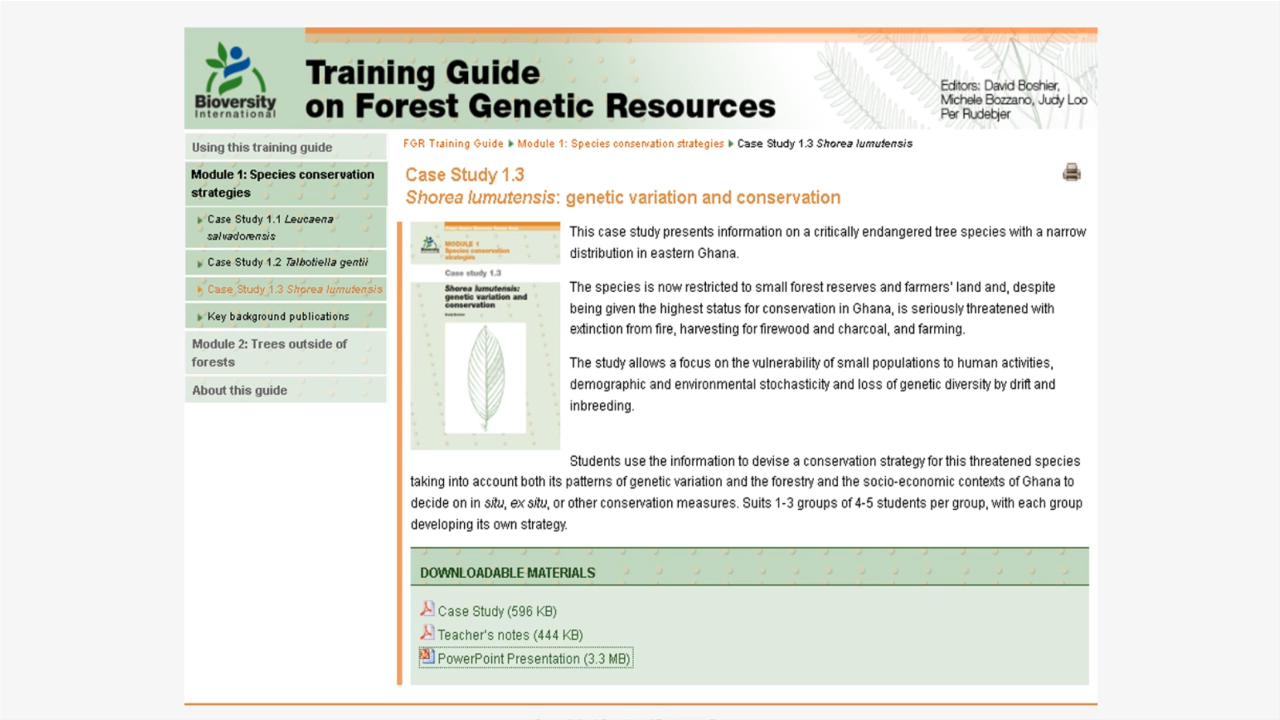 Bioversity
International
Training Guide
on Forest Genetic Resources
Editors: David Boshier,
Michele Bozzano, Judy Loo
Per Rudebjer
Using this training guide
Module 1: Species conservation
strategies
Case Study 1.1 Leucaena
salvadorensis
Case Study 1.2 Talbotiella gentii
Case Study 1.3 Shorea lumutensis
Key background publications
Module 2: Trees outside of
forests
About this guide
FGR Training Guide Module 1: Species conservation strategies Case Study 1.3 Shorea lumutensis
Case Study 1.3
Shorea lumutensis: genetic variation and conservation
MODULE 1
Species conservation
strategies
Case study 1.3
Shorea lumutensis:
genetic variation and
conservation
This case study presents information on a critically endangered tree species with a narrow
distribution in eastern Ghana.
The species is now restricted to small forest reserves and farmers' land and, despite
being given the highest status for conservation in Ghana, is seriously threatened with
extinction from fire, harvesting for firewood and charcoal, and farming.
The study allows a focus on the vulnerability of small populations to human activities,
demographic and environmental stochasticity and loss of genetic diversity by drift and
inbreeding.
Students use the information to devise a conservation strategy for this threatened species
taking into account both its patterns of genetic variation and the forestry and the socio-economic contexts of Ghana to
decide on in situ, ex situ, or other conservation measures. Suits 1-3 groups of 4-5 students per group, with each group
developing its own strategy.
DOWNLOADABLE MATERIALS
Case Study (596 KB)
Teacher's notes (444 KB)
PowerPoint Presentation (3.3 MB)